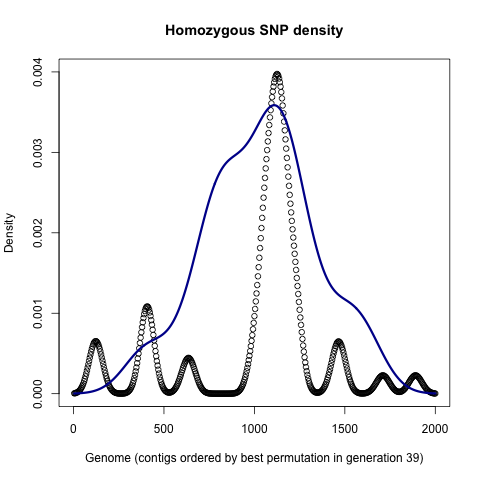 Homozygous SNP density
Density
0.004
0.003
0.002
0.001
0.000
0 500 1000 1500 2000
Genome (contigs ordered by best permutation in generation 39)